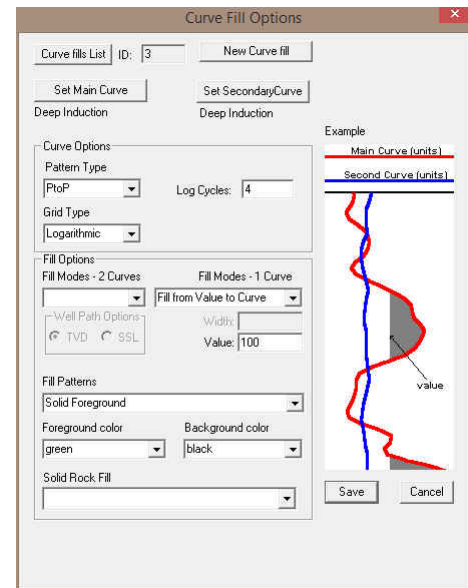 Curve Fill Options
Curve fills List ID: 3 New Curve fill
Set Main Curve Set SecondaryCurve
Deep Induction Deep Induction
Example
Main Curve (units)
Second Curve (units)
value
Curve Options
Pattern Type
PtoP Log Cycles: 4
Grid Type
Logarithmic
Fill Options
Fill Modes - 2 Curves Fill Modes - 1 Curve
Fill from Value to Curve
Well Path Options
TVD SSL
Width:
Value: 100
Fill Patterns
Solid Foreground
Foreground color Background color
green black
Solid Rock Fill
Save Cancel